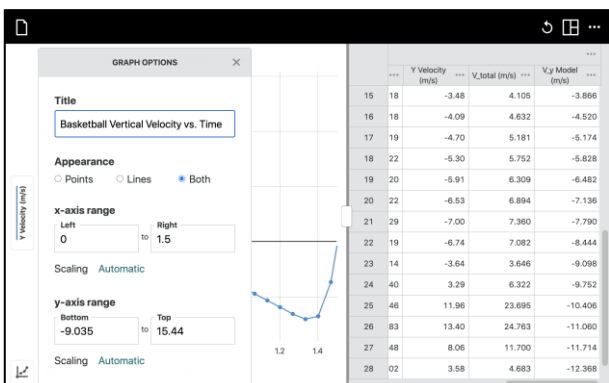 GRAPH OPTIONS
Title
Basketball Vertical Velocity vs. Time
Appearance
Points Lines Both
x-axis range
Left Right
0 to 1.5
Scaling Automatic
y-axis range
Bottom Top
-9.035 to 15.44
Scaling Automatic
Y Velocity (m/s)
1.2 1.4
Y Velocity (m/s) V_total (m/s) V_y Model (m/s)
15 18 -3.48 4.105 -3.866
16 18 -4.09 4.632 -4.520
17 19 -4.70 5.181 -5.174
18 22 -5.30 5.752 -5.828
19 20 -5.91 6.309 -6.482
20 22 -6.53 6.894 -7.136
21 29 -7.00 7.360 -7.790
22 19 -6.74 7.082 -8.444
23 14 -3.64 3.646 -9.098
24 40 3.29 6.322 -9.752
25 46 11.96 23.695 -10.406
26 83 13.40 24.763 -11.060
27 48 8.06 11.700 -11.714
28 02 3.58 4.683 -12.368